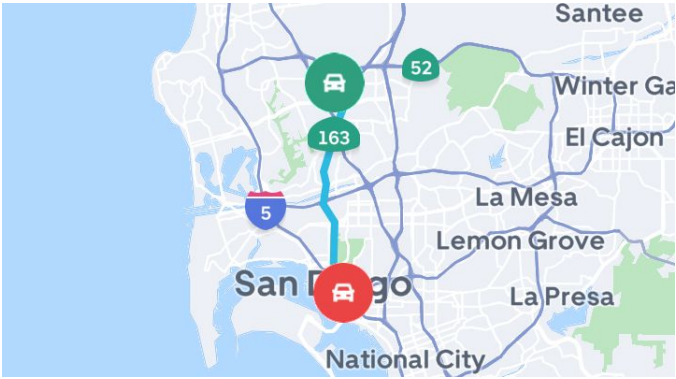 Santee
52
Winter Ga
163
El Cajon
La Mesa
5
Lemon Grove
San D go
La Presa
National City